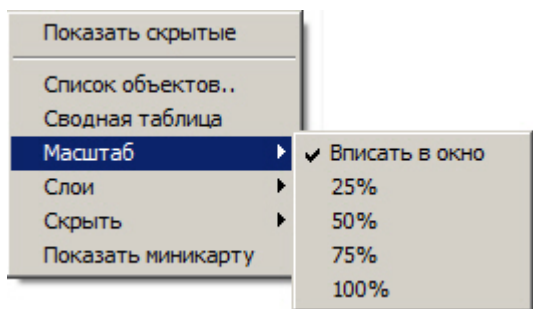 Показать скрытые
Список объектов..
Сводная таблица
Масштаб
Слои
Скрыть
Показать миникарту
Вписать в окно
25%
50%
75%
100%